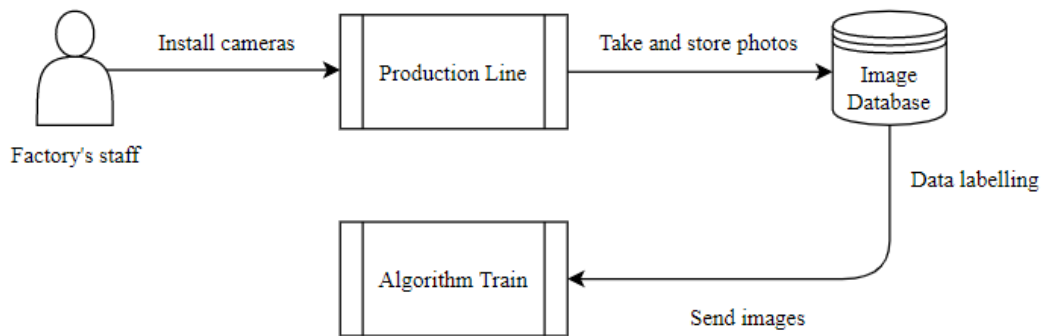 Install cameras
Production Line
Take and store photos
Image
Database
Factory's staff
Data labelling
Algorithm Train
Send images